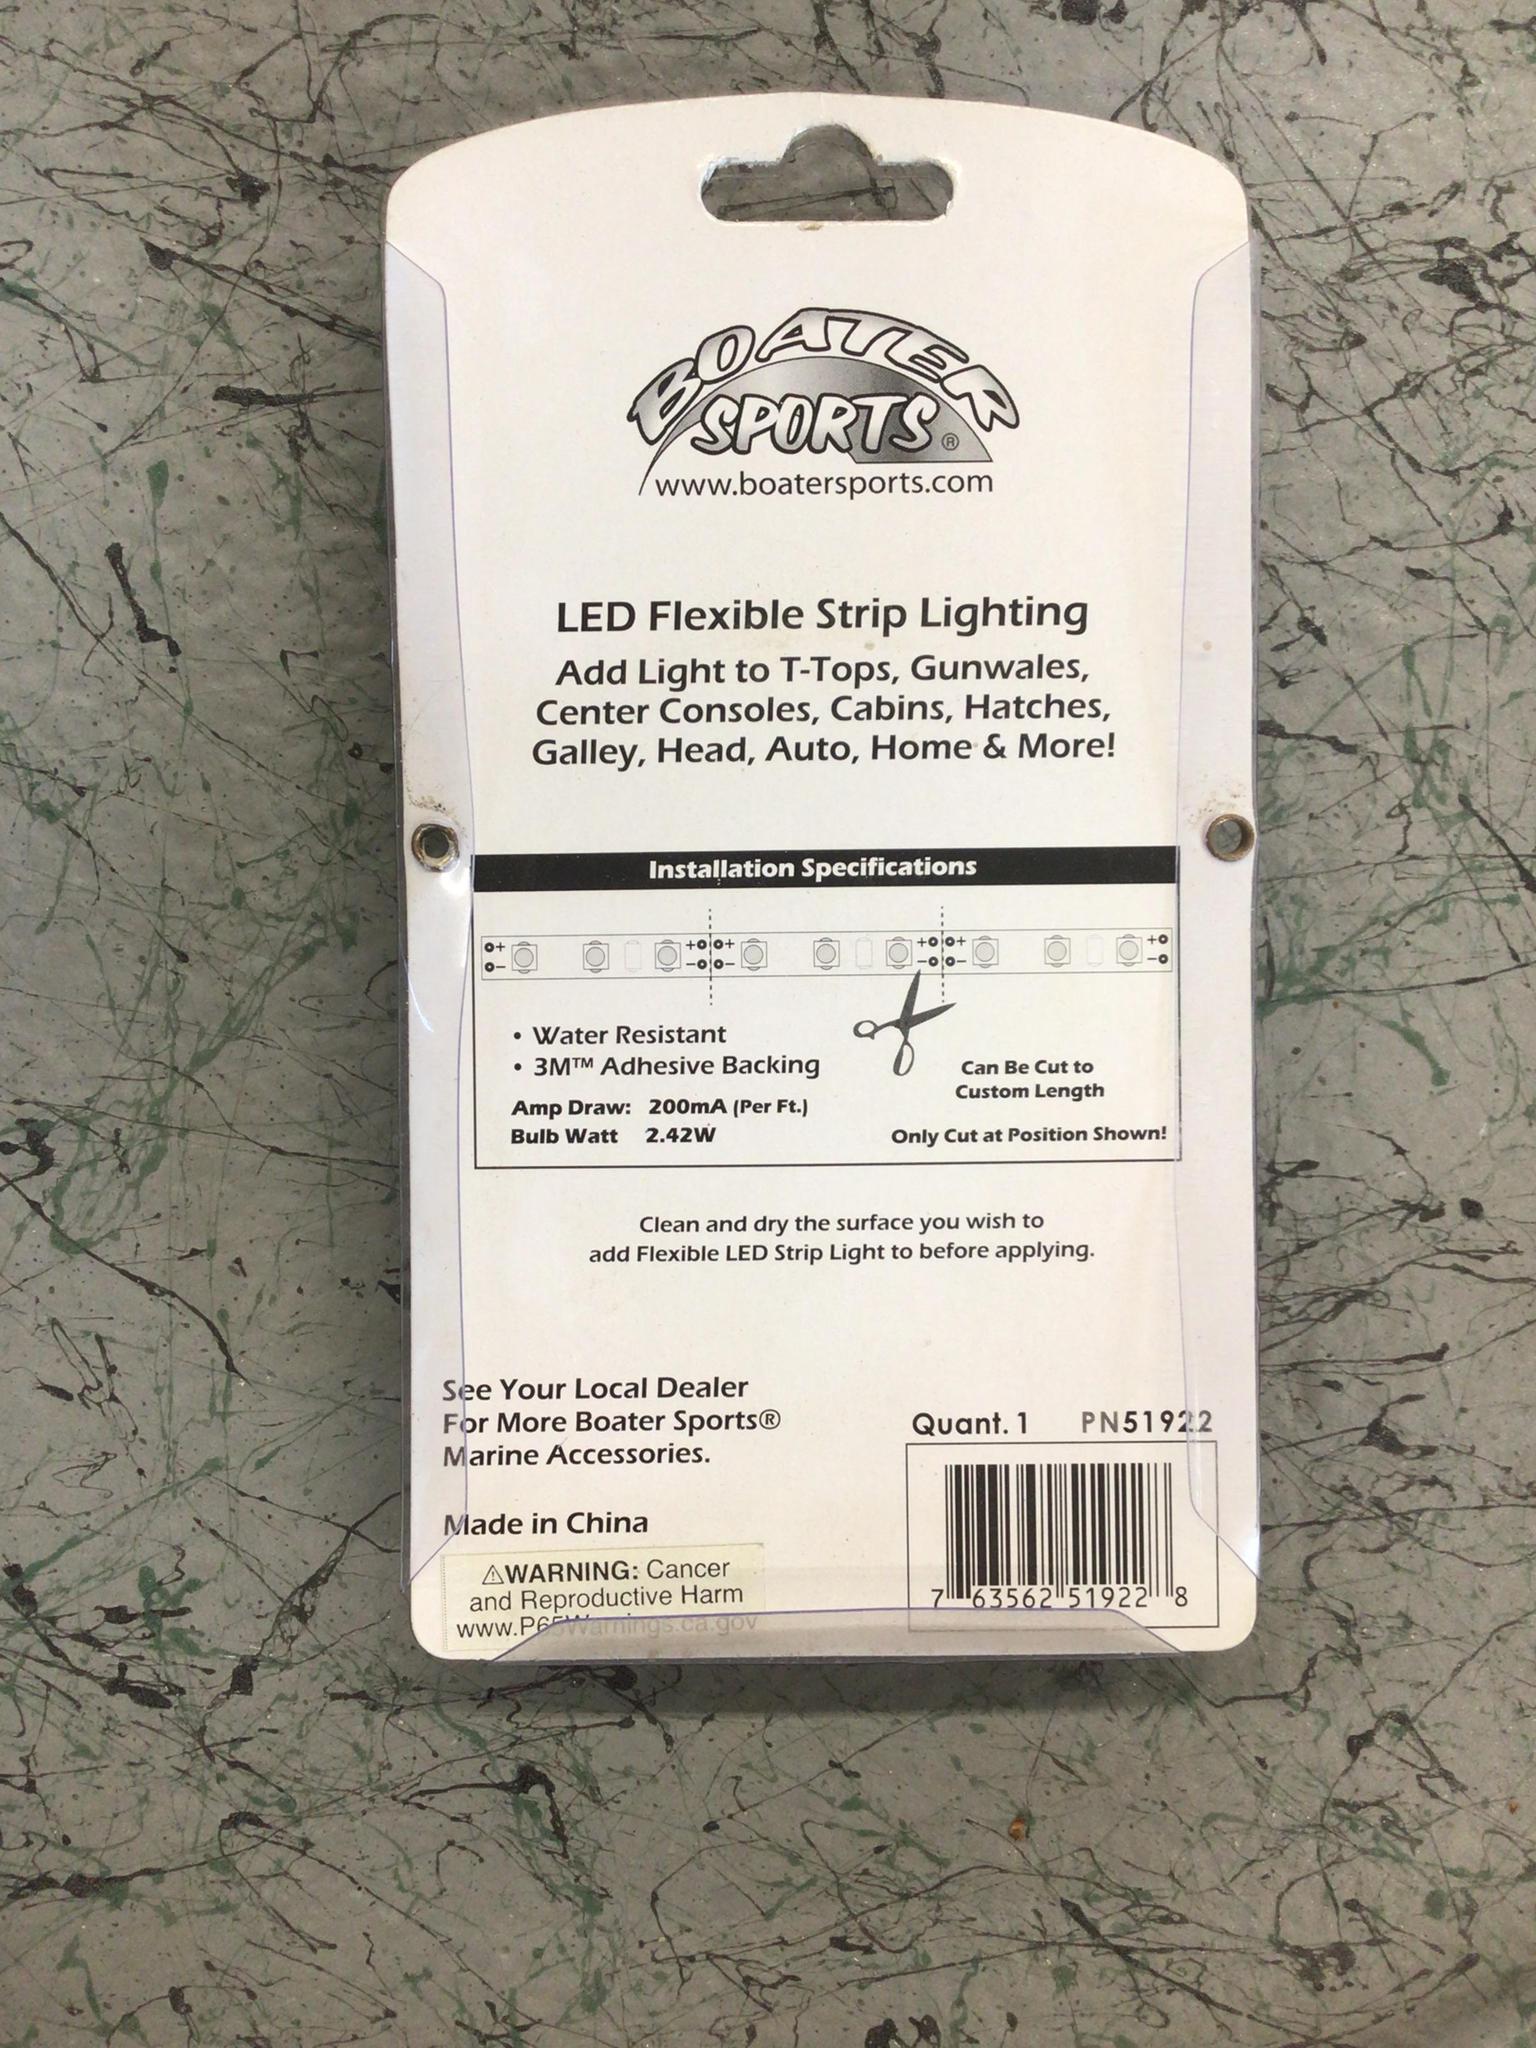 BOATER
SPORTS®
www.boatersports.com
LED Flexible Strip Lighting
Add Light to T-Tops, Gunwales,
Center Consoles, Cabins, Hatches,
Galley, Head, Auto, Home & More!
Installation Specifications
+ + + + + +
- - - - - -
• Water Resistant
• 3M™ Adhesive Backing
Can Be Cut to
Custom Length
Amp Draw: 200mA (Per Ft.)
Bulb Watt 2.42W
Only Cut at Position Shown!
Clean and dry the surface you wish to
add Flexible LED Strip Light to before applying.
See Your Local Dealer
For More Boater Sports®
Marine Accessories.
Quant. 1 PN51922
Made in China
⚠WARNING: Cancer
and Reproductive Harm
www.P65Warnings.ca.gov
7 63562 51922 8